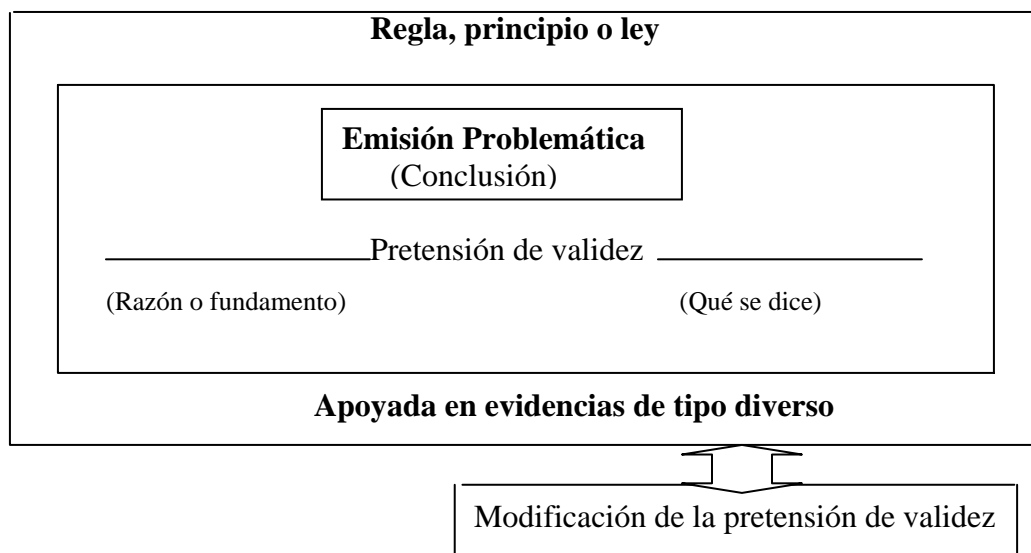 Regla, principio o ley
Emisión Problemática
(Conclusión)
Pretensión de validez
(Razón o fundamento) (Qué se dice)
Apoyada en evidencias de tipo diverso
Modificación de la pretensión de validez